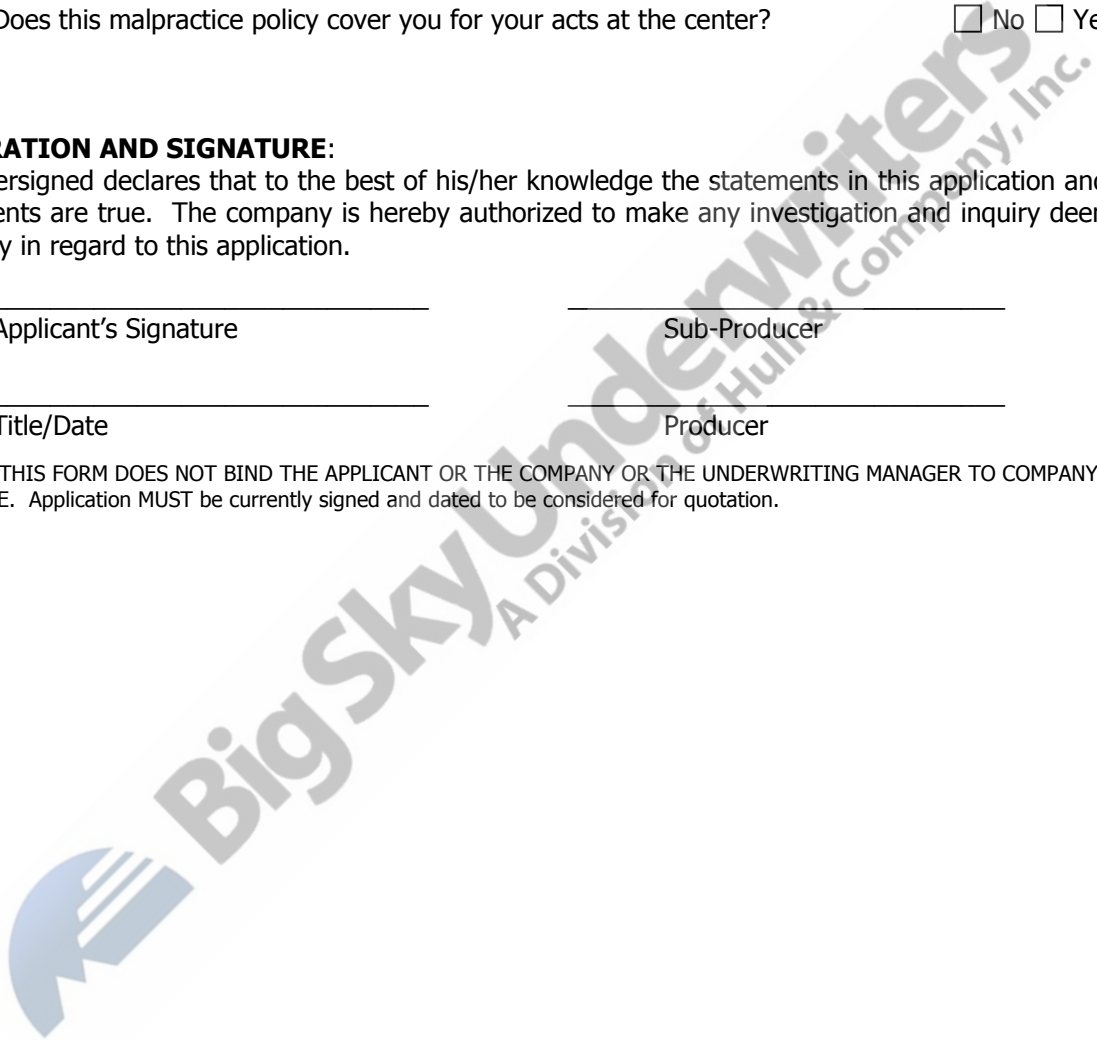 Does this malpractice policy cover you for your acts at the center? No Ye
RATION AND SIGNATURE:
ersigned declares that to the best of his/her knowledge the statements in this application and
ents are true. The company is hereby authorized to make any investigation and inquiry deer
y in regard to this application.
Applicant’s Signature Sub-Producer
Title/Date Producer
THIS FORM DOES NOT BIND THE APPLICANT OR THE COMPANY OR THE UNDERWRITING MANAGER TO COMPANY
E. Application MUST be currently signed and dated to be considered for quotation.
Big Sky Underwriters
A Division of Hull & Company, Inc.